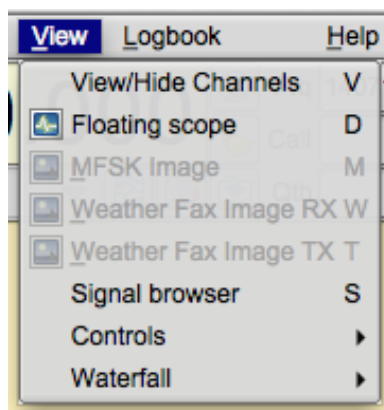 View Logbook Help
View/Hide Channels V
Floating scope D
MFSK Image M
Weather Fax Image RX W
Weather Fax Image TX T
Signal browser S
Controls
Waterfall